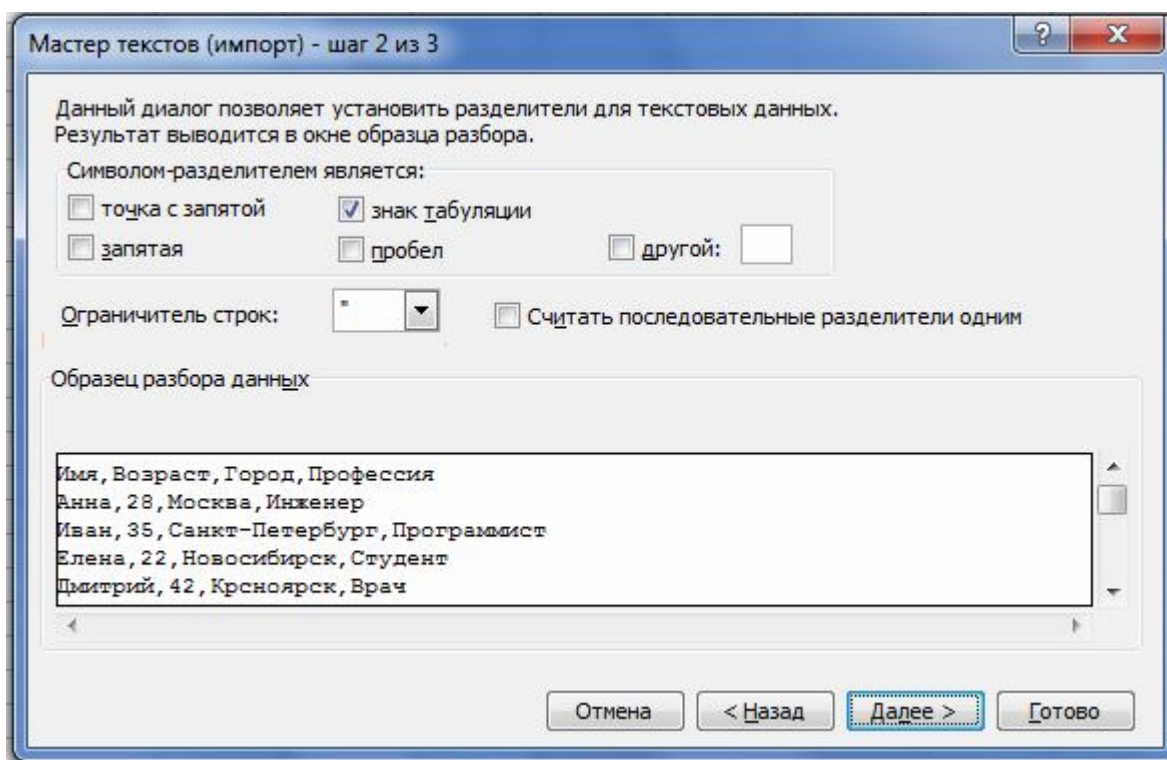 Мастер текстов (импорт) - шаг 2 из 3
Данный диалог позволяет установить разделители для текстовых данных.
Результат выводится в окне образца разбора.
Символом-разделителем является:
точка с запятой знак табуляции
запятая пробел другой:
Ограничитель строк: " Считать последовательные разделители одним
Образец разбора данных
Имя,Возраст,Город,Профессия
Анна,28,Москва,Инженер
Иван,35,Санкт-Петербург,Программист
Елена,22,Новосибирск,Студент
Дмитрий,42,Крсноярск,Врач
Отмена < Назад Далее > Готово